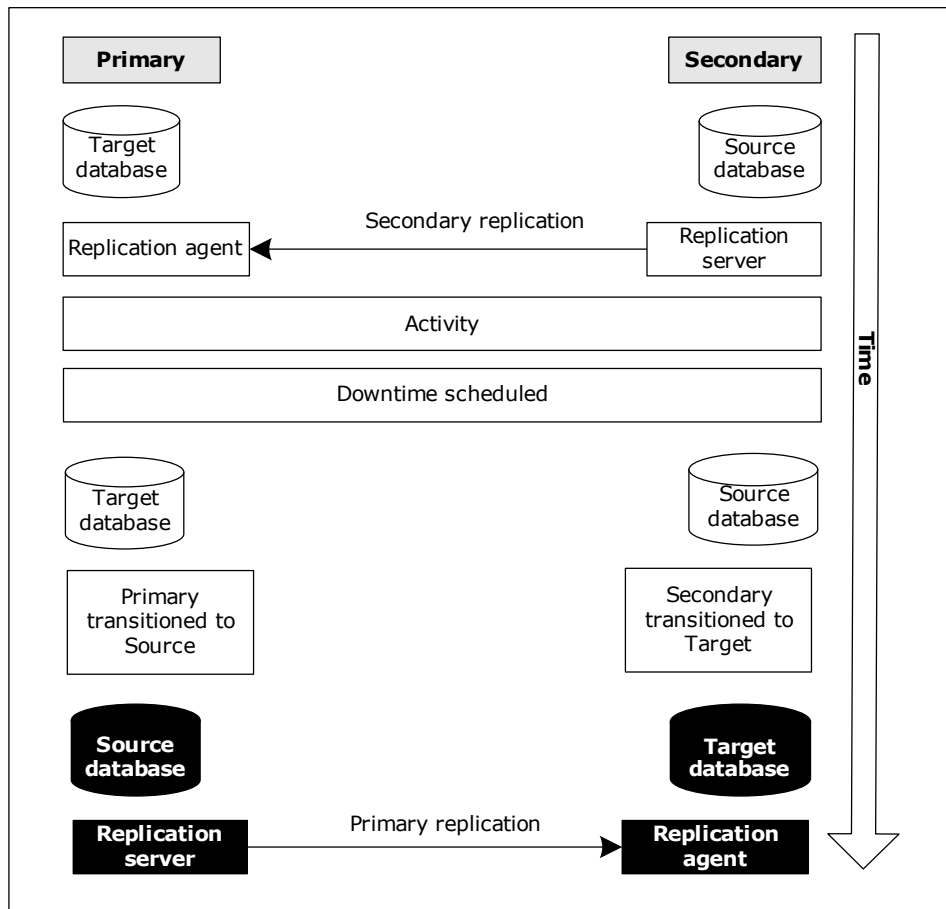 Primary
Secondary
Target
database
Source
database
Replication agent
Secondary replication
Replication
server
Activity
Time
Downtime scheduled
Target
database
Source
database
Primary
transitioned to
Source
Secondary
transitioned to
Target
Source
database
Target
database
Replication
server
Primary replication
Replication
agent